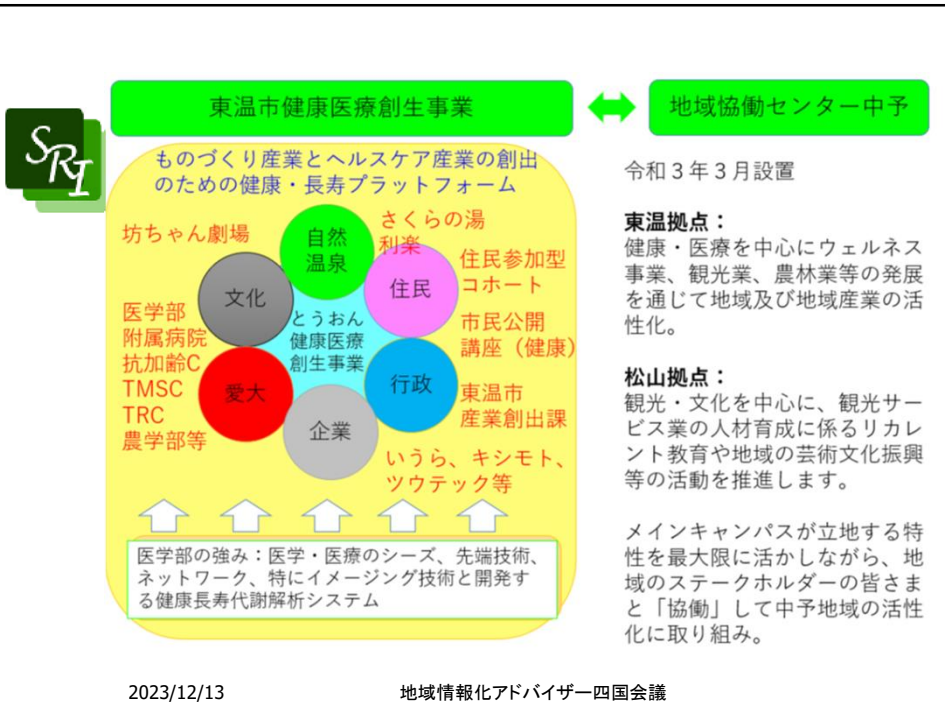 東温市健康医療創生事業
地域協働センター中予
SRI
ものづくり産業とヘルスケア産業の創出
のための健康・長寿プラットフォーム
坊ちゃん劇場
自然
温泉
さくらの湯
利楽
文化
住民
住民参加型
コホート
とうおん
健康医療
創生事業
医学部
附属病院
抗加齢C
TMSC
TRC
農学部等
市民公開
講座（健康）
愛大
行政
東温市
産業創出課
企業
いうら、キシモト、
ツウテック等
医学部の強み：医学・医療のシーズ、先端技術、
ネットワーク、特にイメージング技術と開発す
る健康長寿代謝解析システム
令和３年３月設置
東温拠点：
健康・医療を中心にウェルネス
事業、観光業、農林業等の発展
を通じて地域及び地域産業の活
性化。
松山拠点：
観光・文化を中心に、観光サー
ビス業の人材育成に係るリカレ
ント教育や地域の芸術文化振興
等の活動を推進します。
メインキャンパスが立地する特
性を最大限に活かしながら、地
域のステークホルダーの皆さま
と「協働」して中予地域の活性
化に取り組み。
2023/12/13
地域情報化アドバイザー四国会議